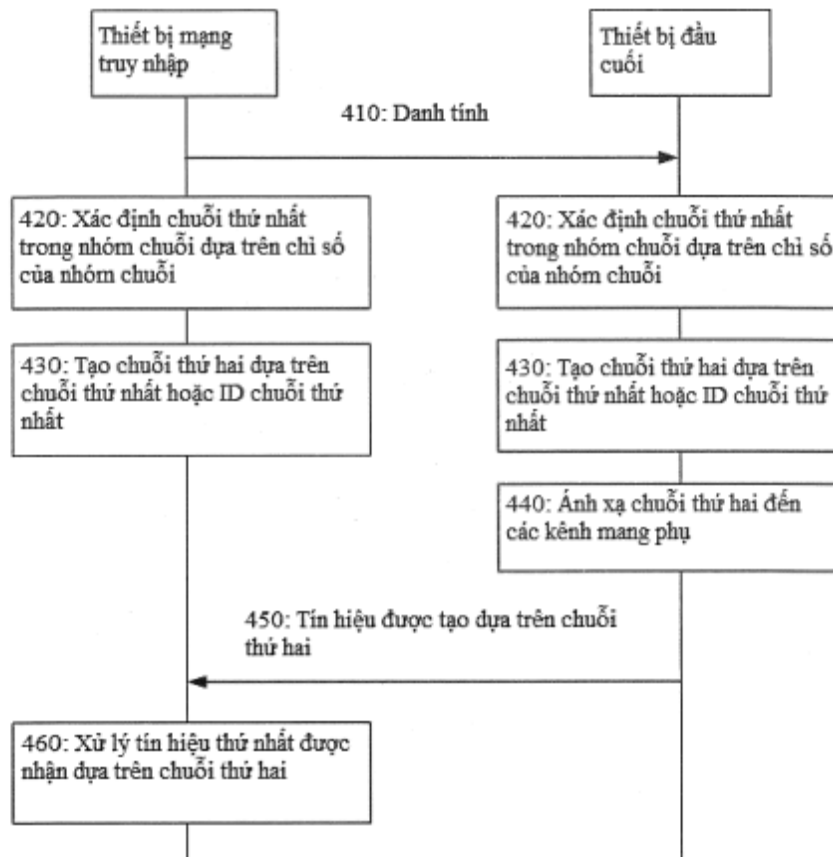 Thiết bị mạng
truy nhập
Thiết bị đầu
cuối
410: Danh tính
420: Xác định chuỗi thứ nhất
trong nhóm chuỗi dựa trên chỉ số
của nhóm chuỗi
420: Xác định chuỗi thứ nhất
trong nhóm chuỗi dựa trên chỉ số
của nhóm chuỗi
430: Tạo chuỗi thứ hai dựa trên
chuỗi thứ nhất hoặc ID chuỗi thứ
nhất
430: Tạo chuỗi thứ hai dựa trên
chuỗi thứ nhất hoặc ID chuỗi thứ
nhất
440: Ánh xạ chuỗi thứ hai đến
các kênh mang phụ
450: Tín hiệu được tạo dựa trên chuỗi
thứ hai
460: Xử lý tín hiệu thứ nhất được
nhận dựa trên chuỗi thứ hai